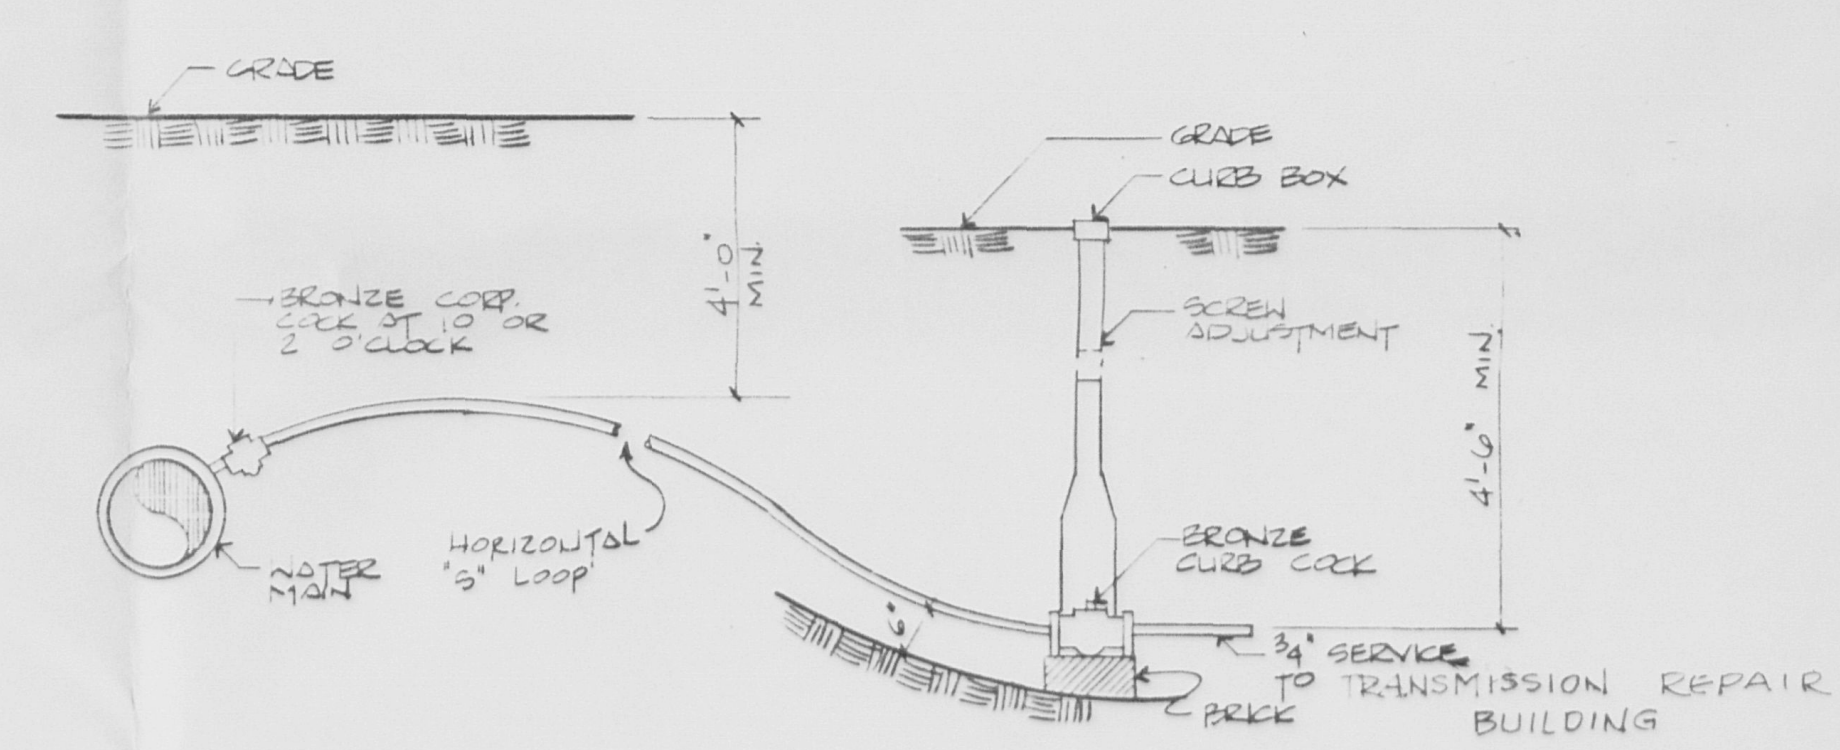 GRADE
GRADE
CURB BOX
4'-0"
MIN.
BRONZE CORP.
COCK AT 10 OR
2 O'CLOCK
SCREW
ADJUSTMENT
4'-6" MIN.
HORIZONTAL
"S" LOOP
WATER
MAIN
BRONZE
CURB COCK
6"
3/4" SERVICE
TO TRANSMISSION REPAIR
BUILDING
BRICK